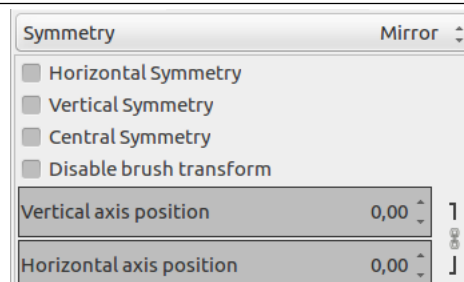 Symmetry Mirror
Horizontal Symmetry
Vertical Symmetry
Central Symmetry
Disable brush transform
Vertical axis position 0,00
Horizontal axis position 0,00